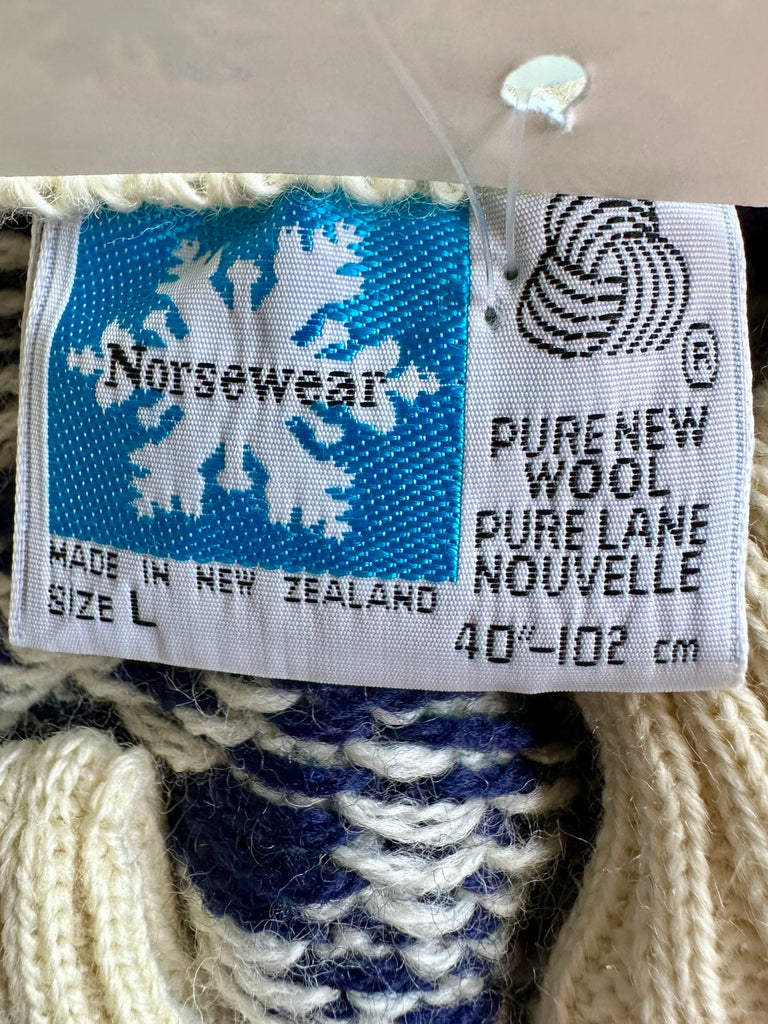 Norsewear
MADE IN NEW ZEALAND
SIZE L
®
PURE NEW
WOOL
PURE LANE
NOUVELLE
40"-102 cm